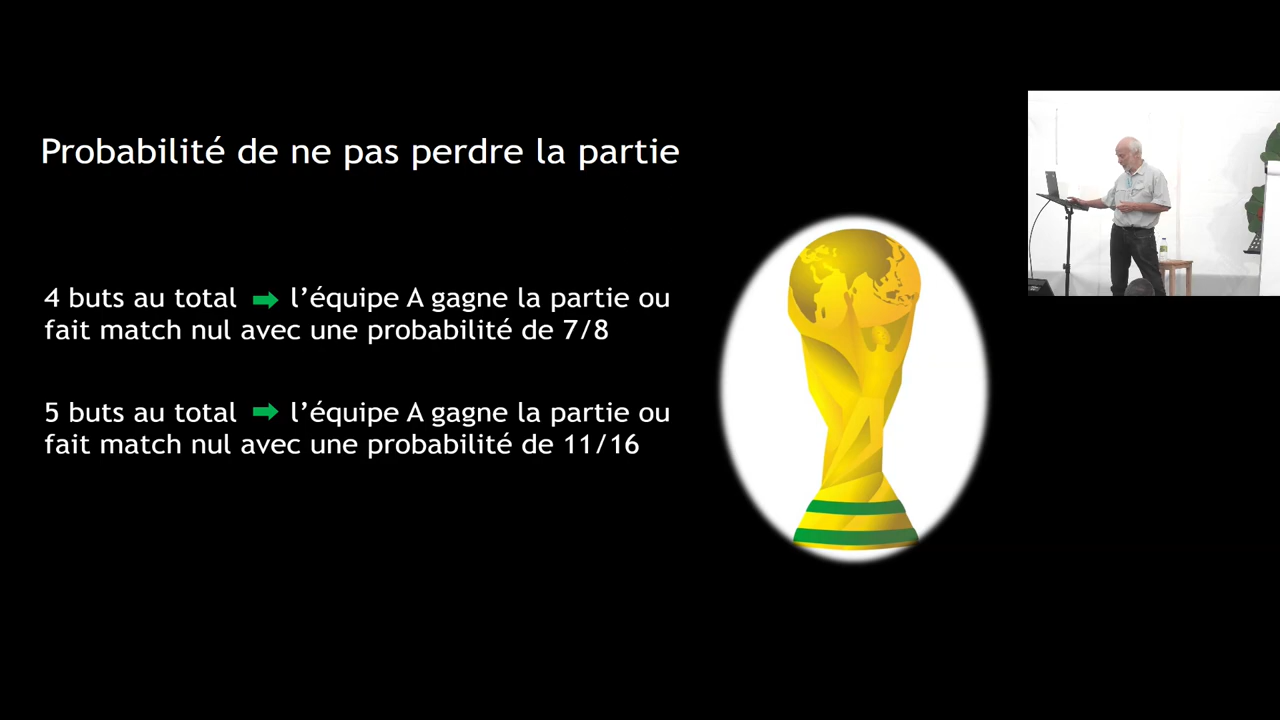 Probabilité de ne pas perdre la partie
4 buts au total ➡ l’équipe A gagne la partie ou
fait match nul avec une probabilité de 7/8
5 buts au total ➡ l’équipe A gagne la partie ou
fait match nul avec une probabilité de 11/16